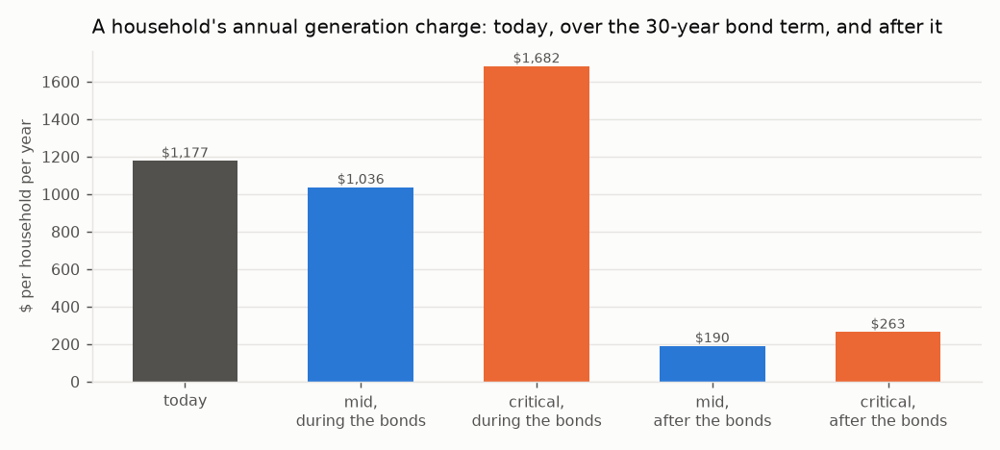 A household's annual generation charge: today, over the 30-year bond term, and after it
$ per household per year
1600
1400
1200
1000
800
600
400
200
0
$1,177
$1,036
$1,682
$190
$263
today
mid,
during the bonds
critical,
during the bonds
mid,
after the bonds
critical,
after the bonds